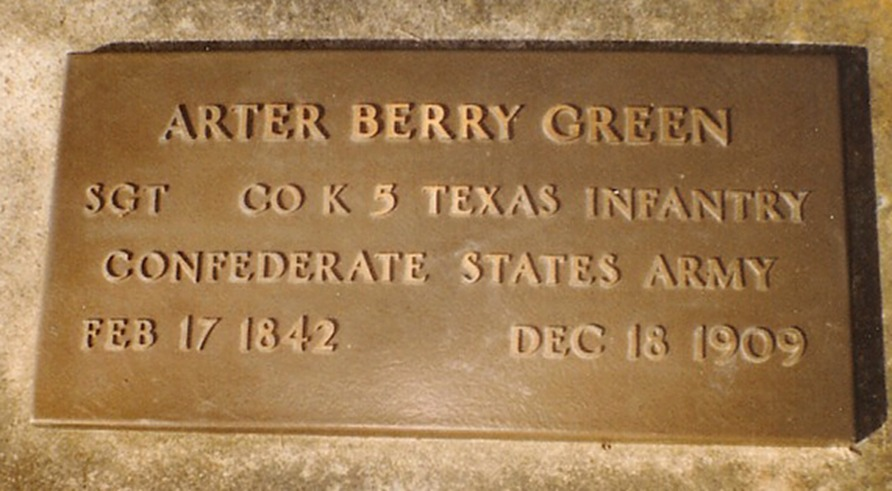 ARTER BERRY GREEN
SGT CO K 5 TEXAS INFANTRY
CONFEDERATE STATES ARMY
FEB 17 1842 DEC 18 1909